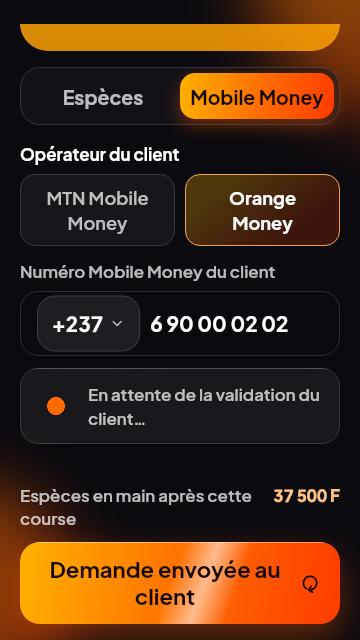 Espèces
Mobile Money
Opérateur du client
MTN Mobile
Money
Orange
Money
Numéro Mobile Money du client
+237
6 90 00 02 02
En attente de la validation du
client…
Espèces en main après cette
course
37 500 F
Demande envoyée au
client